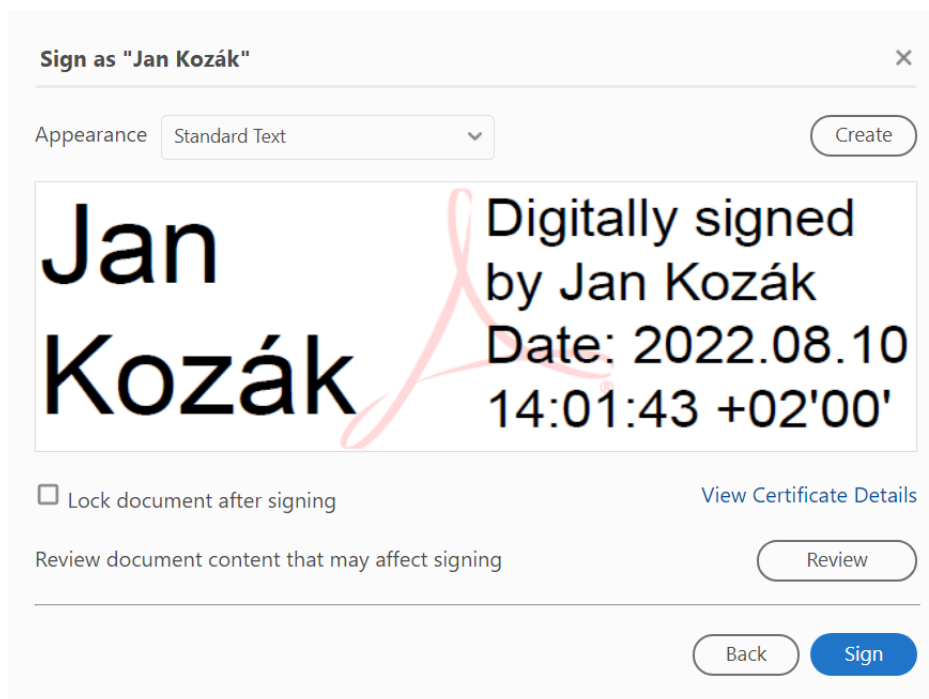 Sign as "Jan Kozák"
Appearance
Standard Text
Create
Jan
Kozák
Digitally signed
by Jan Kozák
Date: 2022.08.10
14:01:43 +02'00'
Lock document after signing
View Certificate Details
Review document content that may affect signing
Review
Back
Sign